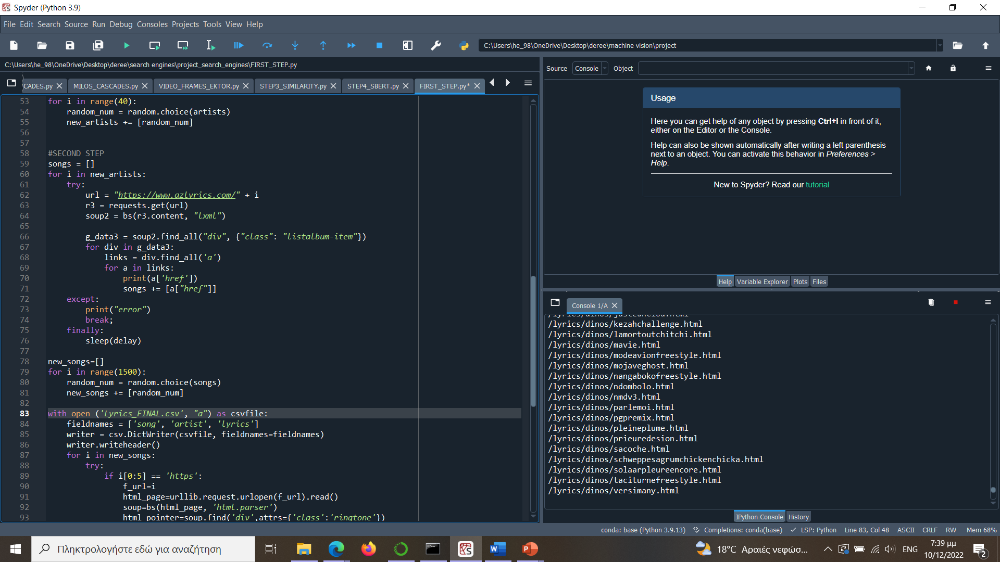 Spyder (Python 3.9)
File Edit Search Source Run Debug Consoles Projects Tools View Help
C:\Users\he_98\OneDrive\Desktop\deree\machine vision\project
C:\Users\he_98\OneDrive\Desktop\deree\search engines\project_search_engines\FIRST_STEP.py
CADES.py MILOS_CASCADES.py VIDEO_FRAMES_EKTOR.py STEP3_SIMILARITY.py STEP4_SBERT.py FIRST_STEP.py*
53 for i in range(40):
54 random_num = random.choice(artists)
55 new_artists += [random_num]
56
57
58 #SECOND STEP
59 songs = []
60 for i in new_artists:
61 try:
62 url = "https://www.azlyrics.com/" + i
63 r3 = requests.get(url)
64 soup2 = bs(r3.content, "lxml")
65
66 g_data3 = soup2.find_all("div", {"class": "listalbum-item"})
67 for div in g_data3:
68 links = div.find_all('a')
69 for a in links:
70 print(a['href'])
71 songs += [a["href"]]
72 except:
73 print("error")
74 break;
75 finally:
76 sleep(delay)
77
78 new_songs=[]
79 for i in range(1500):
80 random_num = random.choice(songs)
81 new_songs += [random_num]
82
83 with open ('Lyrics_FINAL.csv', "a") as csvfile:
84 fieldnames = ['song', 'artist', 'lyrics']
85 writer = csv.DictWriter(csvfile, fieldnames=fieldnames)
86 writer.writeheader()
87 for i in new_songs:
88 try:
89 if i[0:5] == 'https':
90 f_url=i
91 html_page=urllib.request.urlopen(f_url).read()
92 soup=bs(html_page, 'html.parser')
93 html_pointer=soup.find('div',attrs={'class':'ringtone'})
Source Console Object
Usage
Here you can get help of any object by pressing Ctrl+I in front of it,
either on the Editor or the Console.
Help can also be shown automatically after writing a left parenthesis
next to an object. You can activate this behavior in Preferences >
Help.
New to Spyder? Read our tutorial
Help Variable Explorer Plots Files
Console 1/A
/lyrics/dinos/kezahchallenge.html
/lyrics/dinos/lamortoutchitchi.html
/lyrics/dinos/mavie.html
/lyrics/dinos/modeavionfreestyle.html
/lyrics/dinos/mojaveghost.html
/lyrics/dinos/nangabokofreestyle.html
/lyrics/dinos/ndombolo.html
/lyrics/dinos/nmdv3.html
/lyrics/dinos/parlemoi.html
/lyrics/dinos/pgpremix.html
/lyrics/dinos/pleineplume.html
/lyrics/dinos/prieuredesion.html
/lyrics/dinos/sacoche.html
/lyrics/dinos/schweppesagrumchickenchicka.html
/lyrics/dinos/solaarpleureencore.html
/lyrics/dinos/taciturnefreestyle.html
/lyrics/dinos/versimany.html
IPython Console History
conda: base (Python 3.9.13) Completions: conda(base) LSP: Python Line 83, Col 48 ASCII CRLF RW Mem 68%
Πληκτρολογήστε εδώ για αναζήτηση
18°C Αραιές νεφώσ...
ENG
7:39 μμ
10/12/2022
2